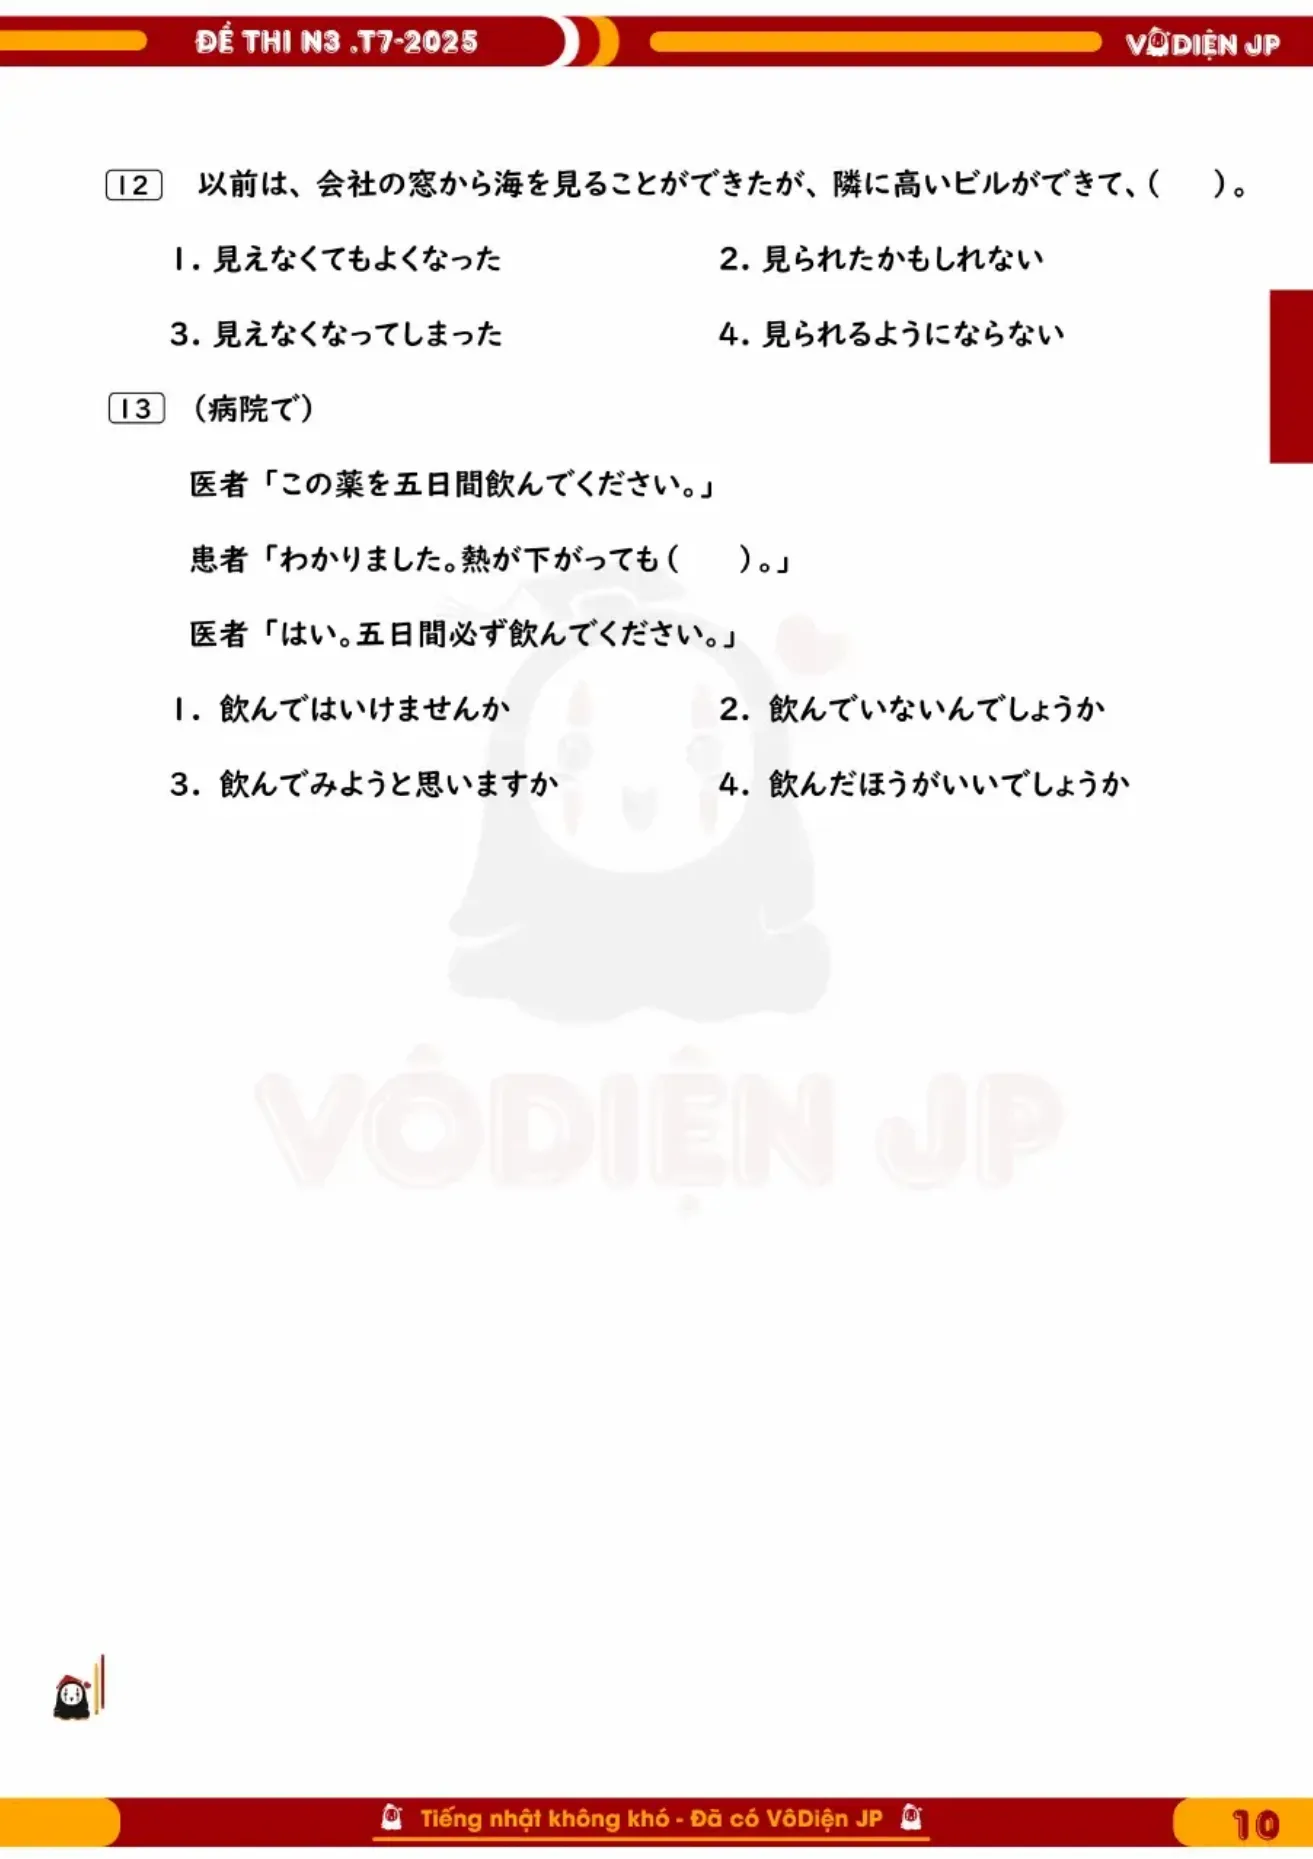 ĐỀ THI N3 .T7-2025
VÔDIỆN JP
12 以前は、会社の窓から海を見ることができたが、隣に高いビルができて、(　　)。
1. 見えなくてもよくなった 2. 見られたかもしれない
3. 見えなくなってしまった 4. 見られるようにならない
13 (病院で)
医者「この薬を五日間飲んでください。」
患者「わかりました。熱が下がっても(　　)。」
医者「はい。五日間必ず飲んでください。」
1. 飲んではいけませんか 2. 飲んでいないんでしょうか
3. 飲んでみようと思いますか 4. 飲んだほうがいいでしょうか
VÔDIỆN JP
Tiếng nhật không khó - Đã có VôDiện JP
10